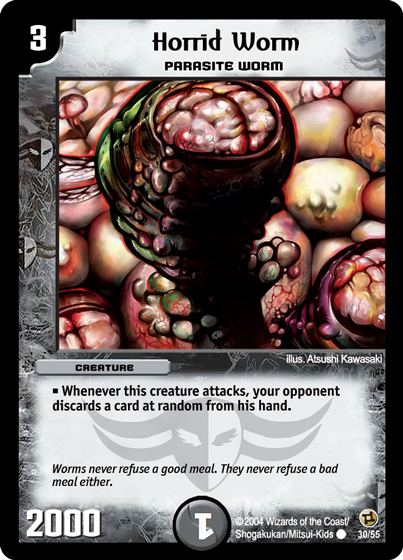 3
Horrid Worm
PARASITE WORM
illus. Atsushi Kawasaki
CREATURE
▪ Whenever this creature attacks, your opponent
discards a card at random from his hand.
Worms never refuse a good meal. They never refuse a bad
meal either.
2000
1
©2004 Wizards of the Coast/
Shogakukan/Mitsui-Kids ● 30/55